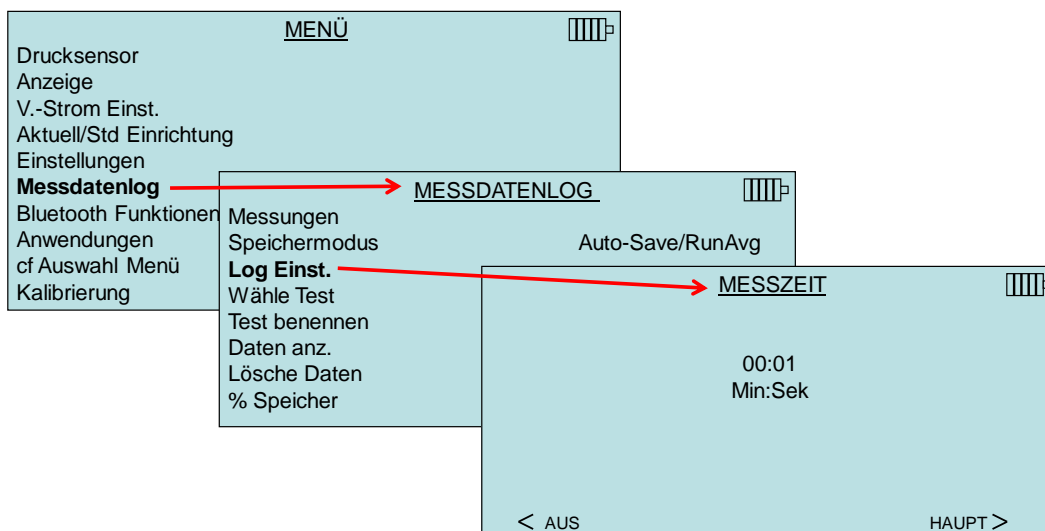 MENÜ
Drucksensor
Anzeige
V.-Strom Einst.
Aktuell/Std Einrichtung
Einstellungen
Messdatenlog
Bluetooth Funktionen
Anwendungen
cf Auswahl Menü
Kalibrierung
MESSDATENLOG
Messungen
Speichermodus Auto-Save/RunAvg
Log Einst.
Wähle Test
Test benennen
Daten anz.
Lösche Daten
% Speicher
MESSZEIT
00:01
Min:Sek
< AUS HAUPT >